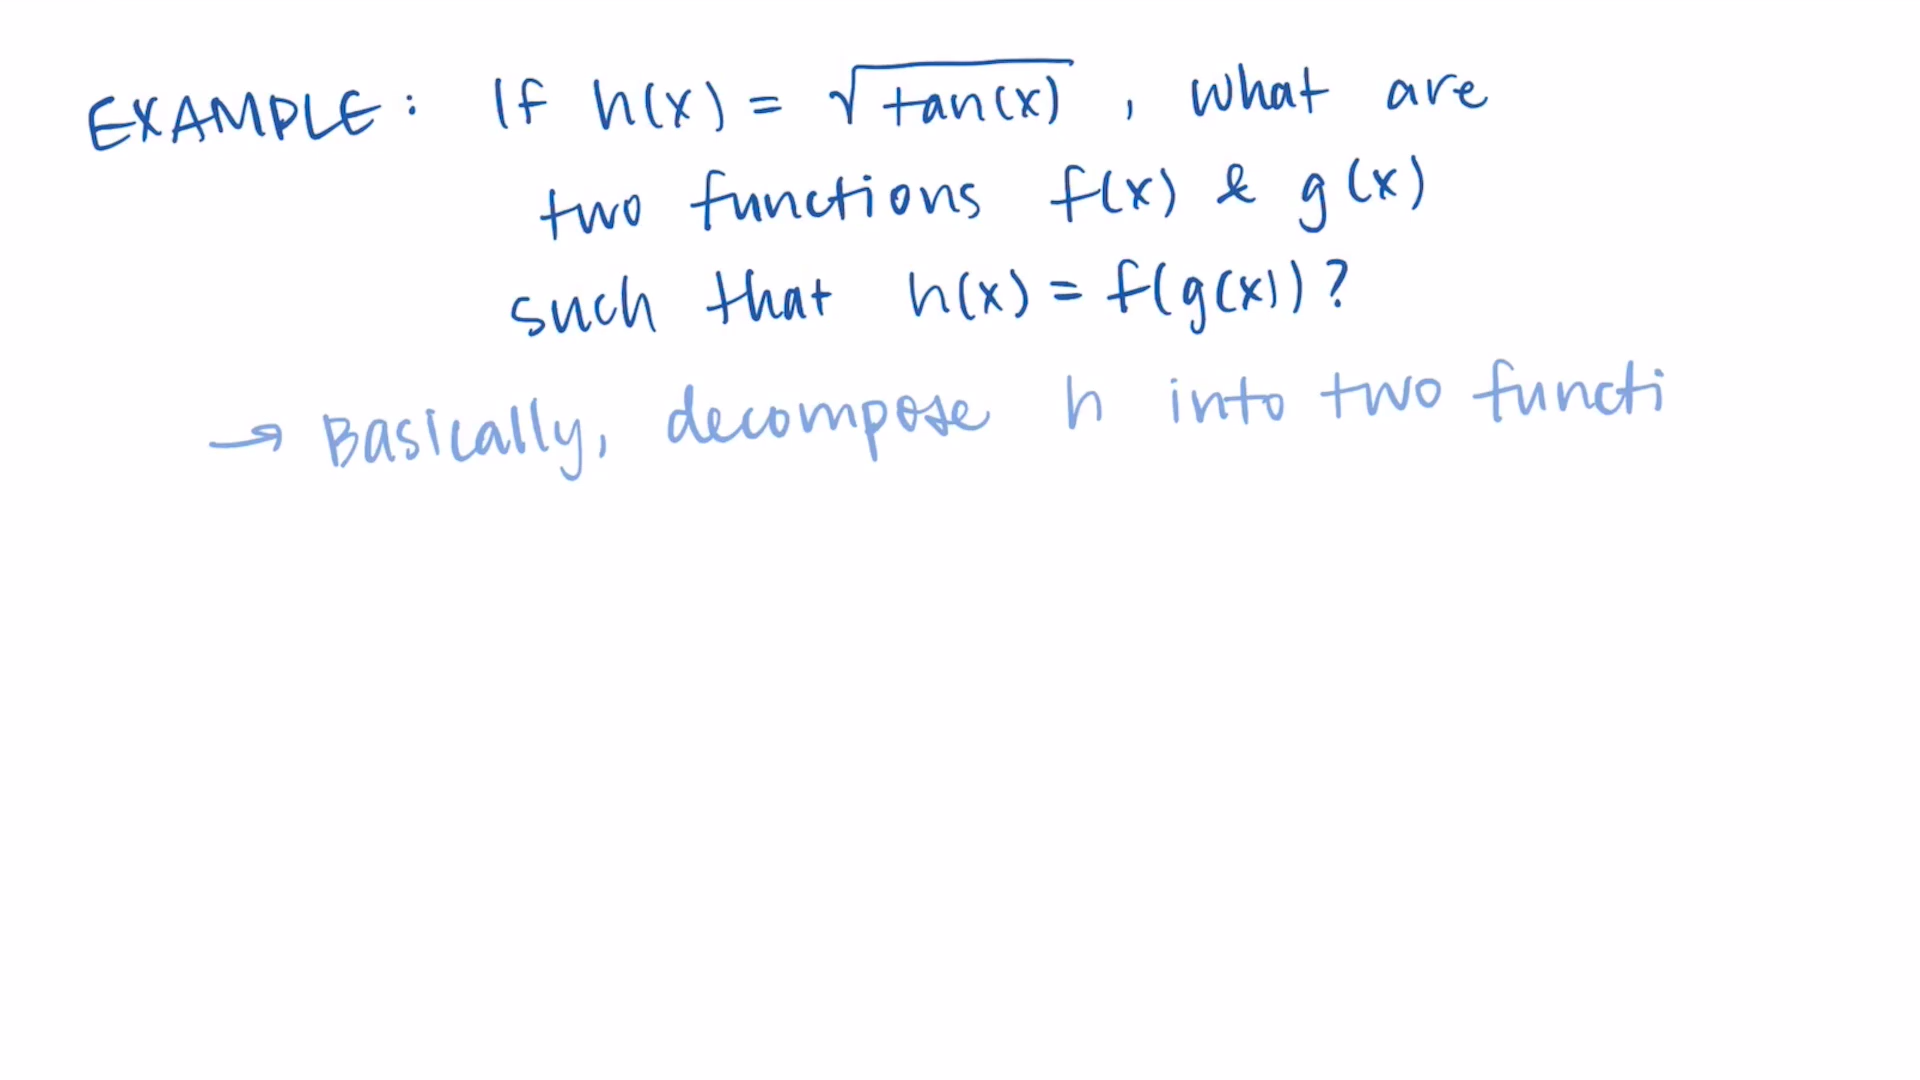 EXAMPLE: If h(x) = √tan(x) , what are
two functions f(x) & g(x)
such that h(x) = f(g(x))?
→ Basically, decompose h into two functi